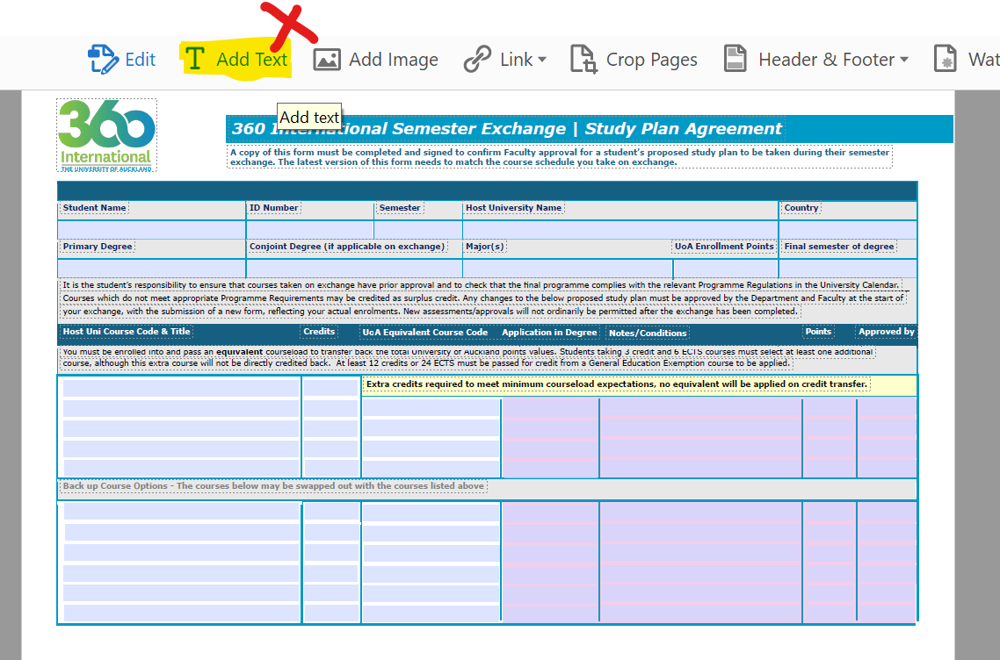 Edit Add Text Add Image Link Crop Pages Header & Footer Wat
Add text
360
International
THE UNIVERSITY OF AUCKLAND
360 International Semester Exchange | Study Plan Agreement
A copy of this form must be completed and signed to confirm Faculty approval for a student's proposed study plan to be taken during their semester
exchange. The latest version of this form needs to match the course schedule you take on exchange.
Student Name ID Number Semester Host University Name Country
Primary Degree Conjoint Degree (if applicable on exchange) Major(s) UoA Enrollment Points Final semester of degree
It is the student's responsibility to ensure that courses taken on exchange have prior approval and to check that the final programme complies with the relevant Programme Regulations in the University Calendar.
Courses which do not meet appropriate Programme Requirements may be credited as surplus credit. Any changes to the below proposed study plan must be approved by the Department and Faculty at the start of
your exchange, with the submission of a new form, reflecting your actual enrolments. New assessments/approvals will not ordinarily be permitted after the exchange has been completed.
Host Uni Course Code & Title Credits UoA Equivalent Course Code Application in Degree Notes/Conditions Points Approved by
You must be enrolled into and pass an equivalent courseload to transfer back the total University of Auckland points values. Students taking 3 credit and 6 ECTS courses must select at least one additional
course, although this extra course will not be directly credited back. At least 12 credits or 24 ECTS must be passed for credit from a General Education Exemption course to be applied.
Extra credits required to meet minimum courseload expectations, no equivalent will be applied on credit transfer.
Back up Course Options - The courses below may be swapped out with the courses listed above